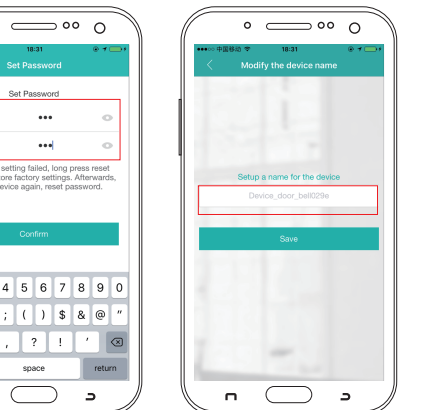 18:31
Set Password
Set Password
•••
•••
setting failed, long press reset
ore factory settings. Afterwards,
evice again, reset password.
Confirm
4 5 6 7 8 9 0
; ( ) $ & @ "
, ? ! '
space return
中国移动 18:31
Modify the device name
Setup a name for the device
Device_door_bell029e
Save